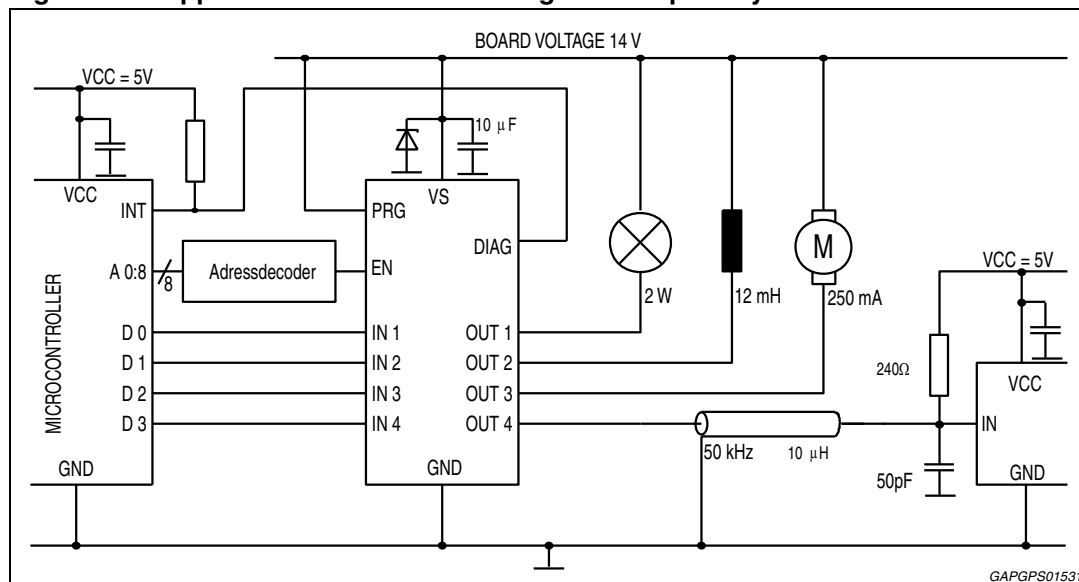 BOARD VOLTAGE 14 V
VCC = 5V
10 μF
VCC
INT
A 0:8
8
Adressdecoder
MICROCONTROLLER
D 0
D 1
D 2
D 3
GND
VS
PRG
DIAG
EN
IN 1
IN 2
IN 3
IN 4
OUT 1
OUT 2
OUT 3
OUT 4
GND
2 W
12 mH
M
250 mA
50 kHz
10 μH
VCC = 5V
240Ω
VCC
IN
50pF
GND
GAPGPS01531